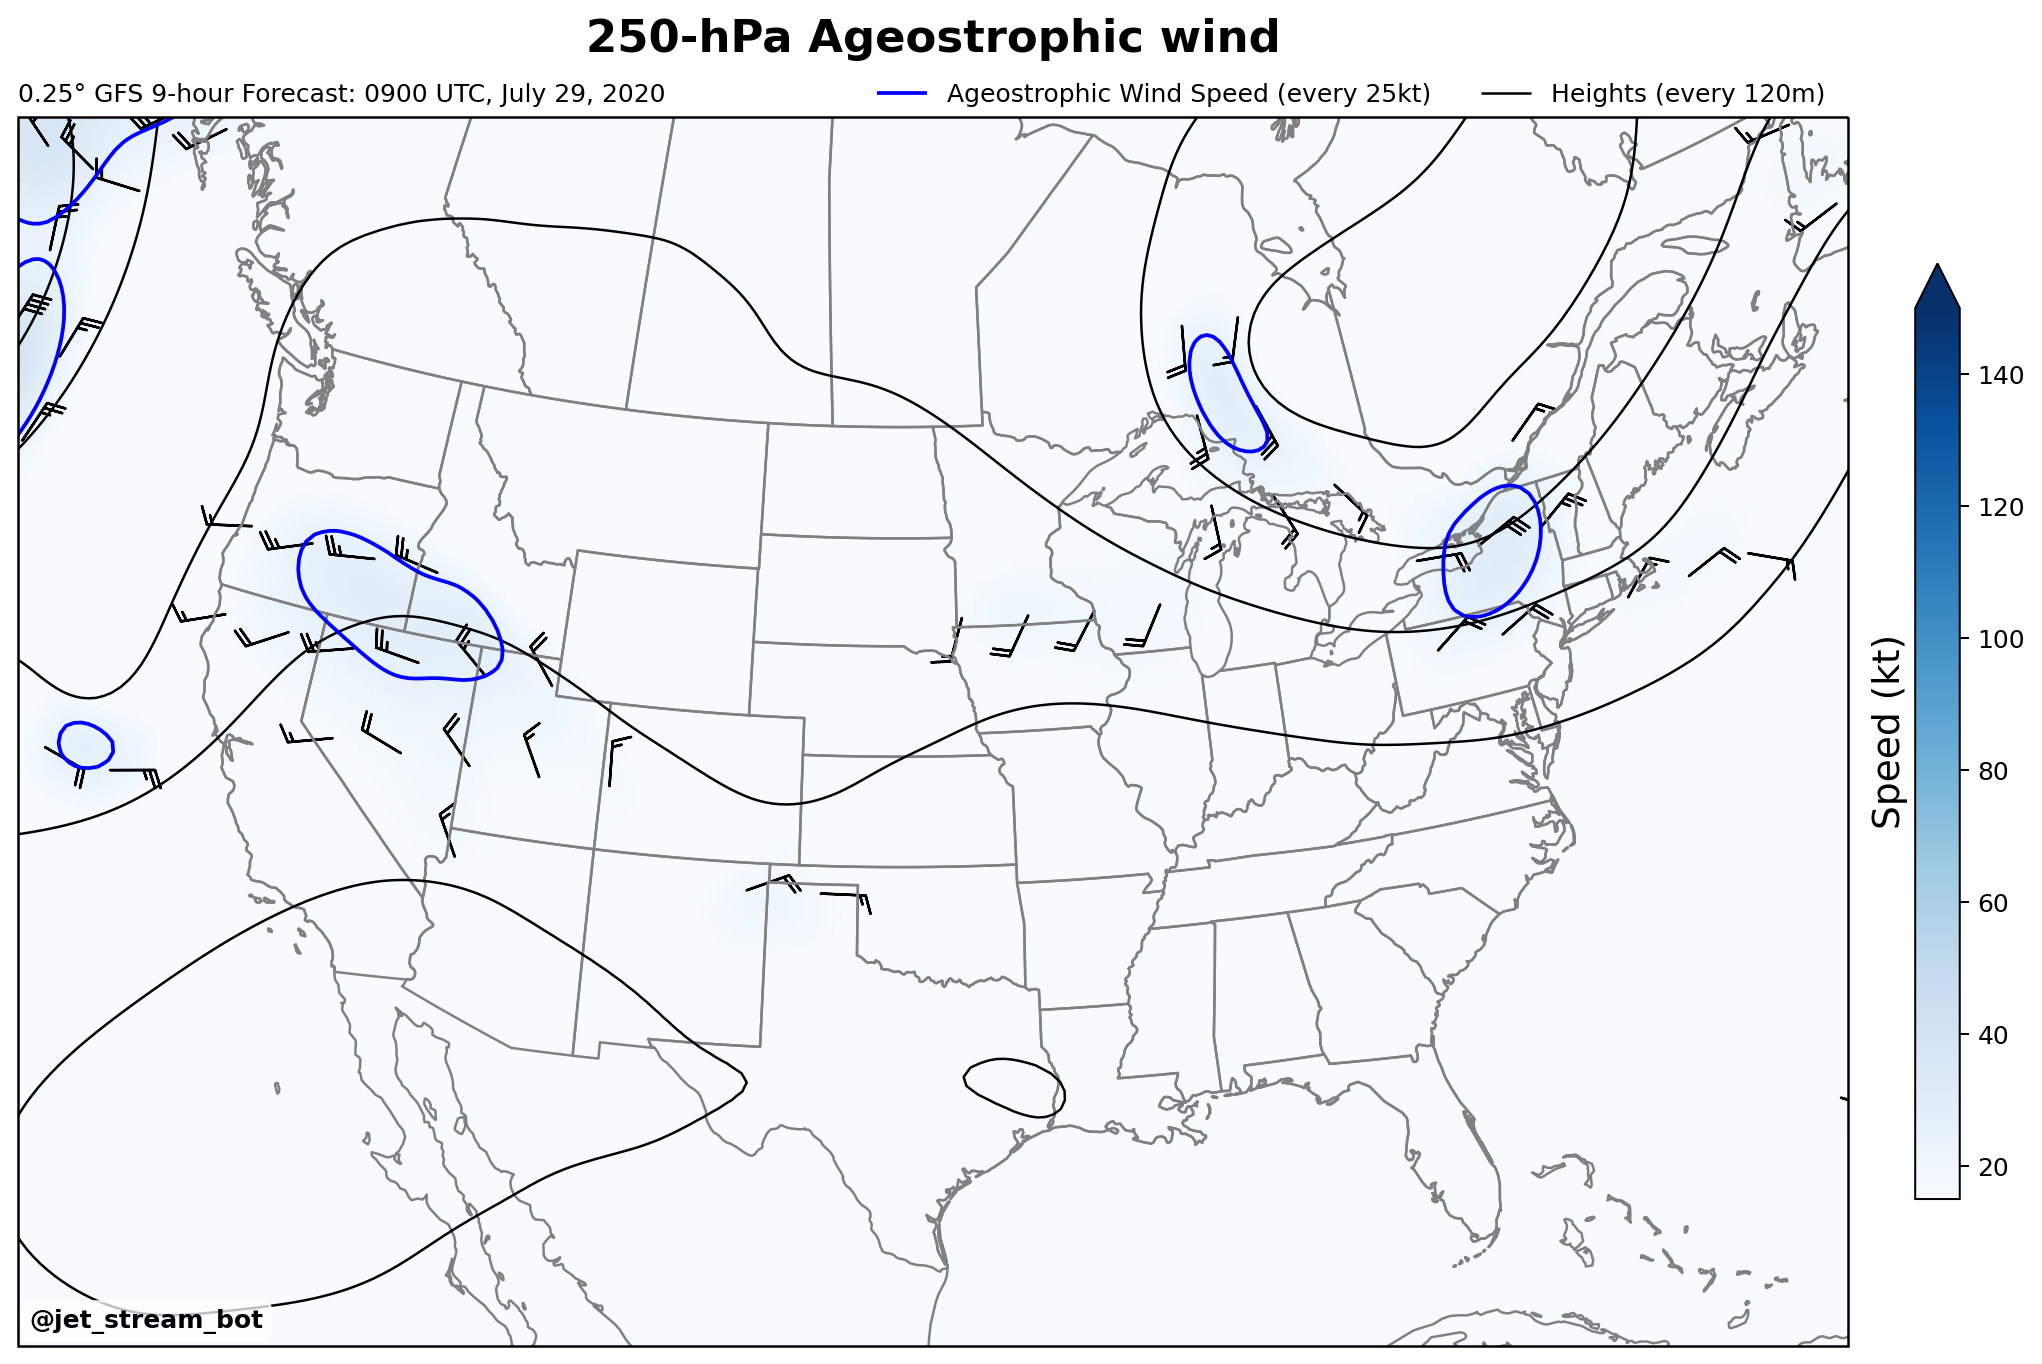 250-hPa Ageostrophic wind
0.25° GFS 9-hour Forecast: 0900 UTC, July 29, 2020
Ageostrophic Wind Speed (every 25kt)
Heights (every 120m)
140
120
100
80
60
40
20
Speed (kt)
@jet_stream_bot